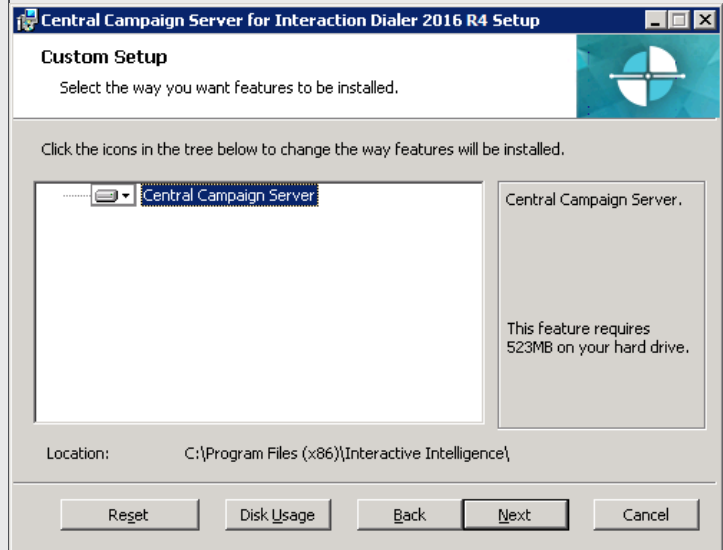 Central Campaign Server for Interaction Dialer 2016 R4 Setup
Custom Setup
Select the way you want features to be installed.
Click the icons in the tree below to change the way features will be installed.
Central Campaign Server
Central Campaign Server.
This feature requires
523MB on your hard drive.
Location: C:\Program Files (x86)\Interactive Intelligence\
Reset Disk Usage Back Next Cancel